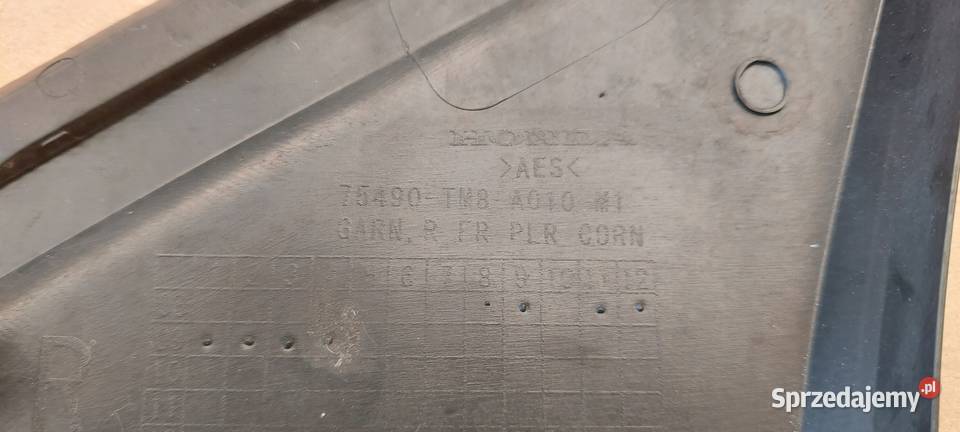 HONDA
>AES<
75490-TM8-A010-M1
GARN, R FR PLR CORN
6 7 8 9 10 11 12
Sprzedajemy.pl